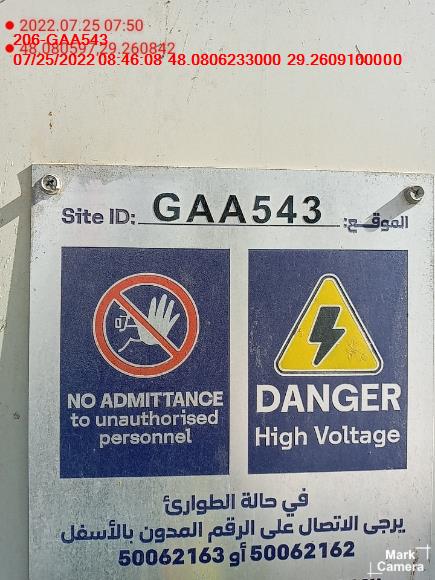 2022.07.25 07:50
206-GAA543
48.080597,29.260842
07/25/2022 08:46:08 48.0806233000 29.2609100000
Site ID: GAA543 الموقع:
NO ADMITTANCE
to unauthorised
personnel
DANGER
High Voltage
في حالة الطوارئ
يرجى الاتصال على الرقم المدون بالأسفل
50062162 أو 50062163
Mark
Camera